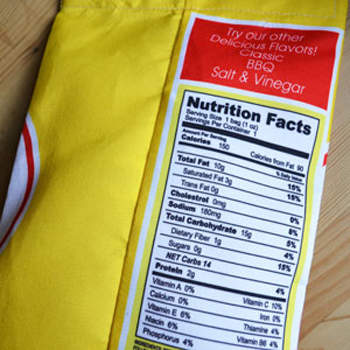 Try our other
Delicious Flavors!
Classic
BBQ
Salt & Vinegar
Nutrition Facts
Serving Size 1 bag (1 oz)
Servings Per Container 1
Amount Per Serving
Calories 150 Calories from Fat 90
% Daily Value
Total Fat 10g 15%
Saturated Fat 3g 15%
Trans Fat 0g
Cholestrol 0mg 0%
Sodium 180mg 8%
Total Carbohydrate 15g 5%
Dietary Fiber 1g 4%
Sugars 0g
NET Carbs 14 15%
Protein 2g
Vitamin A 0% Vitamin C 10%
Calcium 0% Iron 0%
Vitamin E 6% Thiamine 4%
Niacin 6% Vitamin B6 4%
Phosphorus 4%